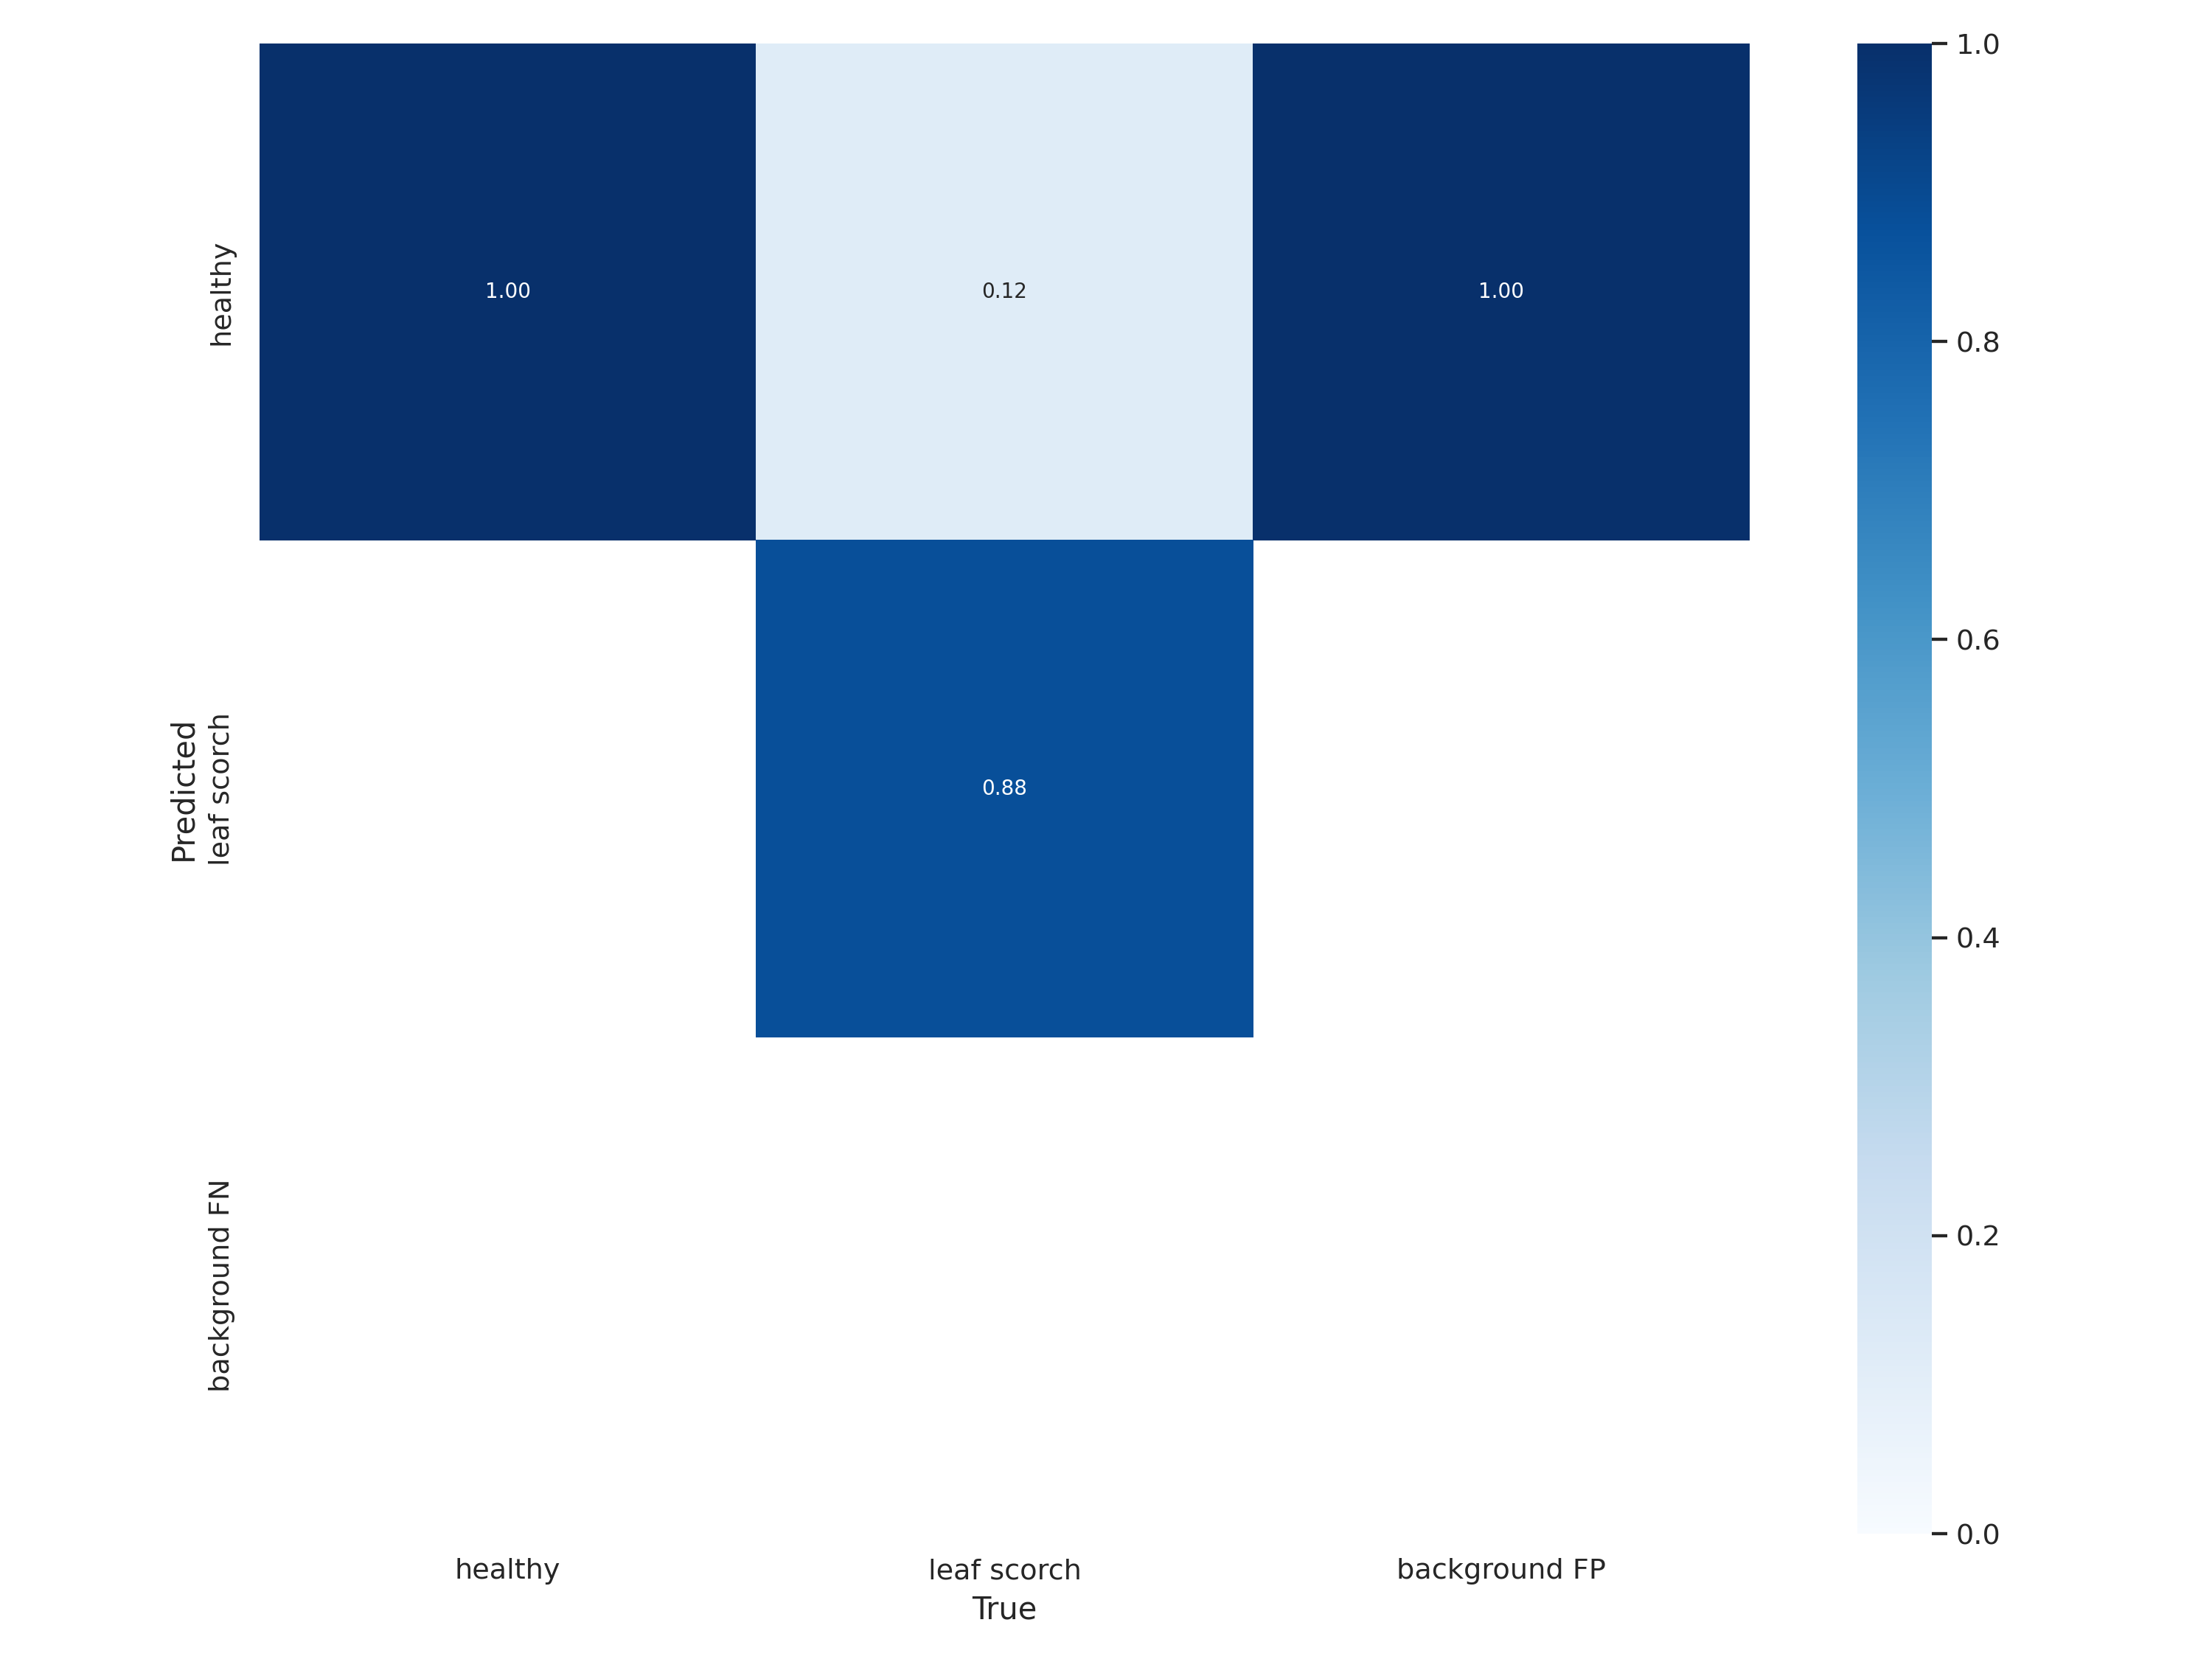 healthy
1.00
0.12
1.00
Predicted
leaf scorch
0.88
background FN
healthy
leaf scorch
background FP
True
1.0
0.8
0.6
0.4
0.2
0.0